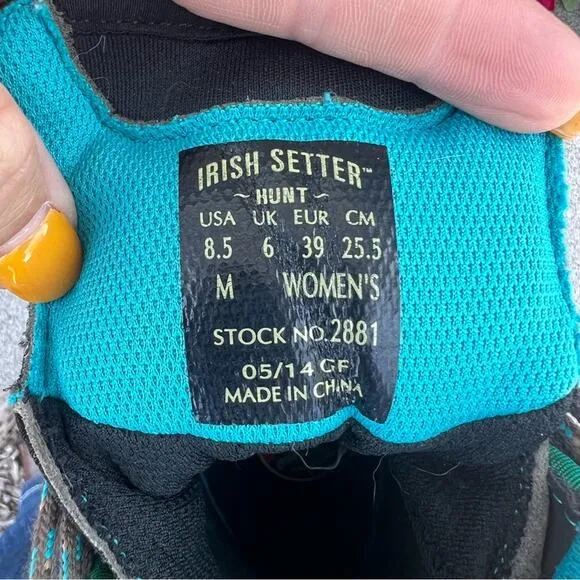 IRISH SETTER™
~ HUNT ~
USA UK EUR CM
8.5 6 39 25.5
M WOMEN'S
STOCK NO. 2881
05/14 GF
MADE IN CHINA